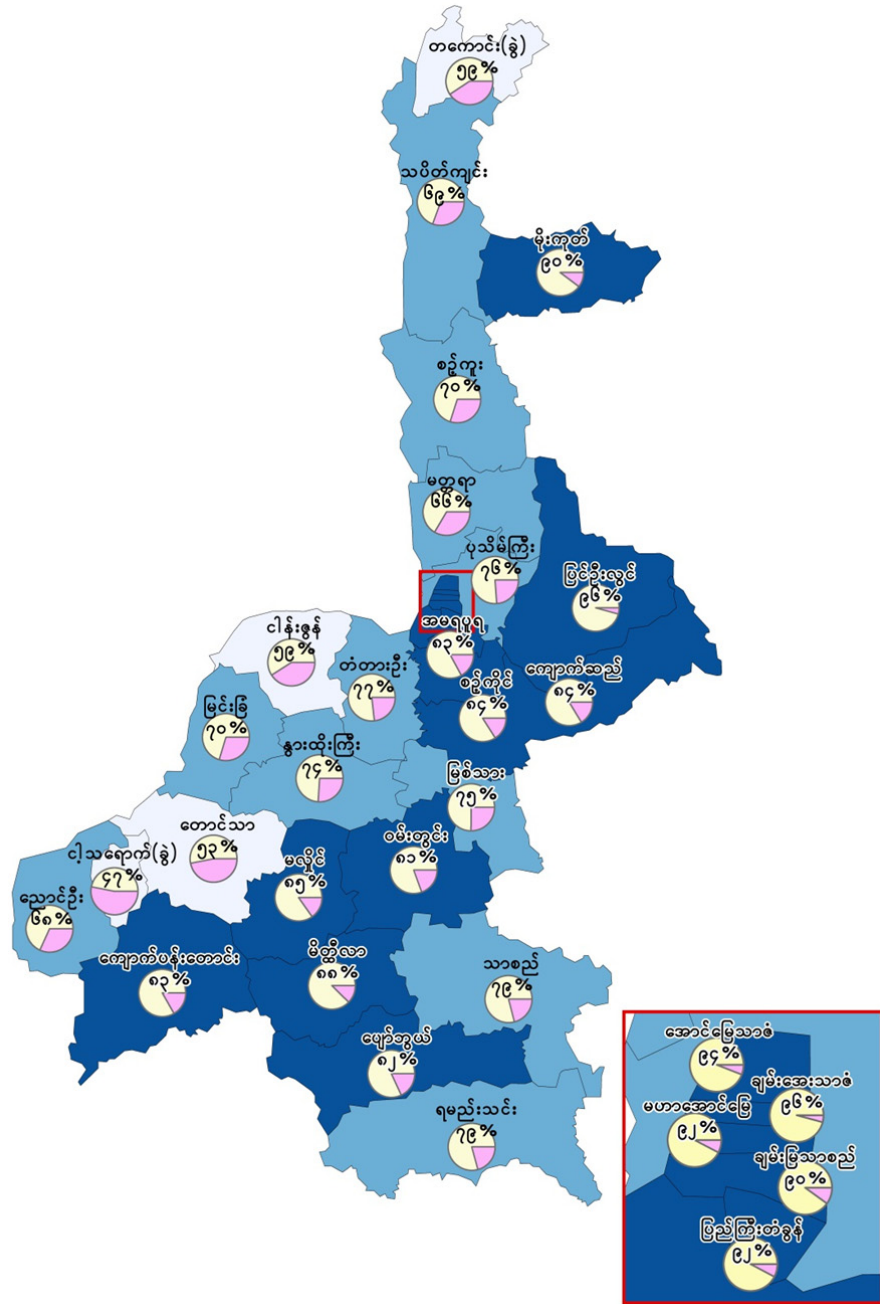 တကောင်း(ခွဲ)
၅၉%
သပိတ်ကျင်း
၆၉%
မိုးကုတ်
၉၀%
စဥ့်ကူး
၇၀%
မတ္တရာ
၆၆%
ပုသိမ်ကြီး
၇၆%
ပြင်ဦးလွင်
၉၆%
အမရပူရ
၈၃%
ငါန်းဇွန်
၅၉%
တံတားဦး
၇၇%
ကျောက်ဆည်
၈၄%
စဥ့်ကိုင်
၈၄%
မြင်းခြံ
၇၀%
နွားထိုးကြီး
၇၄%
မြစ်သား
၇၅%
တောင်သာ
၅၃%
ဝမ်းတွင်း
၈၁%
ငါ့သရောက်(ခွဲ)
၄၇%
မလှိုင်
၈၅%
ညောင်ဦး
၆၈%
ကျောက်ပန်းတောင်း
၈၃%
မိတ္ထီလာ
၈၈%
သာစည်
၇၉%
ပျော်ဘွယ်
၈၂%
ရမည်းသင်း
၇၉%
အောင်မြေသာဇံ
၉၄%
ချမ်းအေးသာဇံ
၉၆%
မဟာအောင်မြေ
၉၂%
ချမ်းမြသာစည်
၉၀%
ပြည်ကြီးတံခွန်
၉၂%